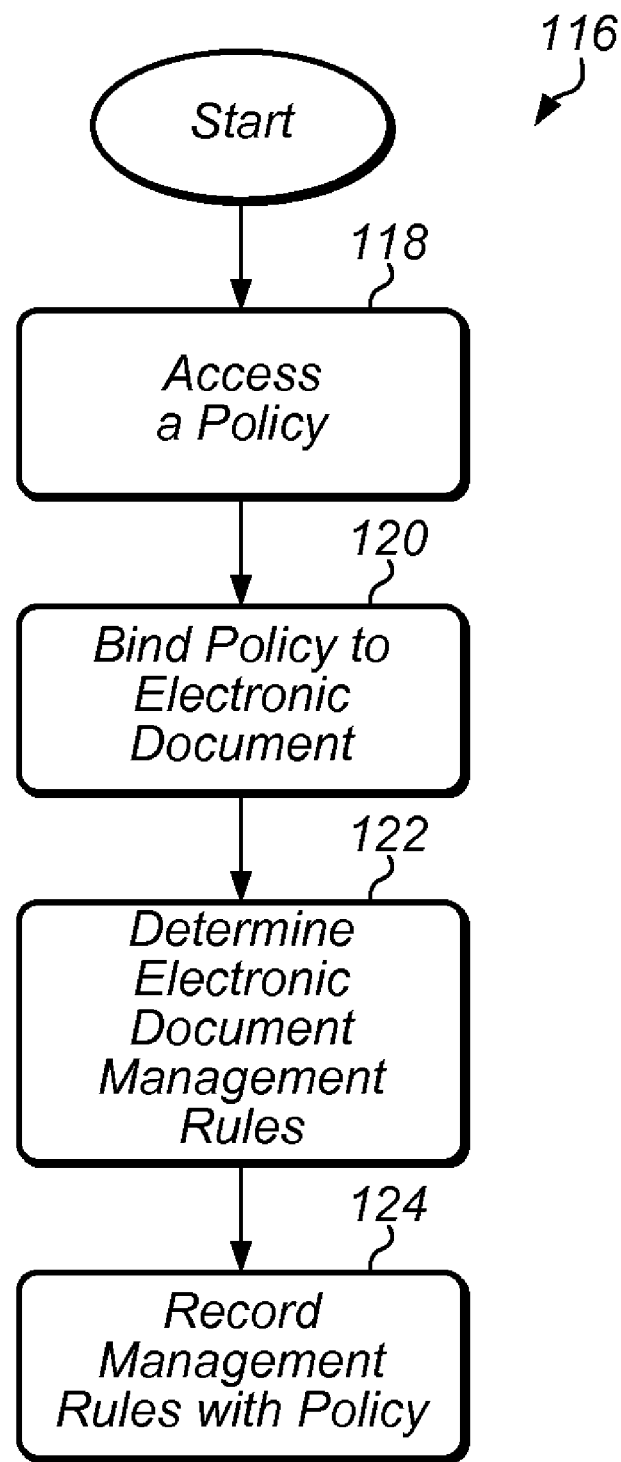 116
Start
118
Access
a Policy
120
Bind Policy to
Electronic
Document
122
Determine
Electronic
Document
Management
Rules
124
Record
Management
Rules with Policy